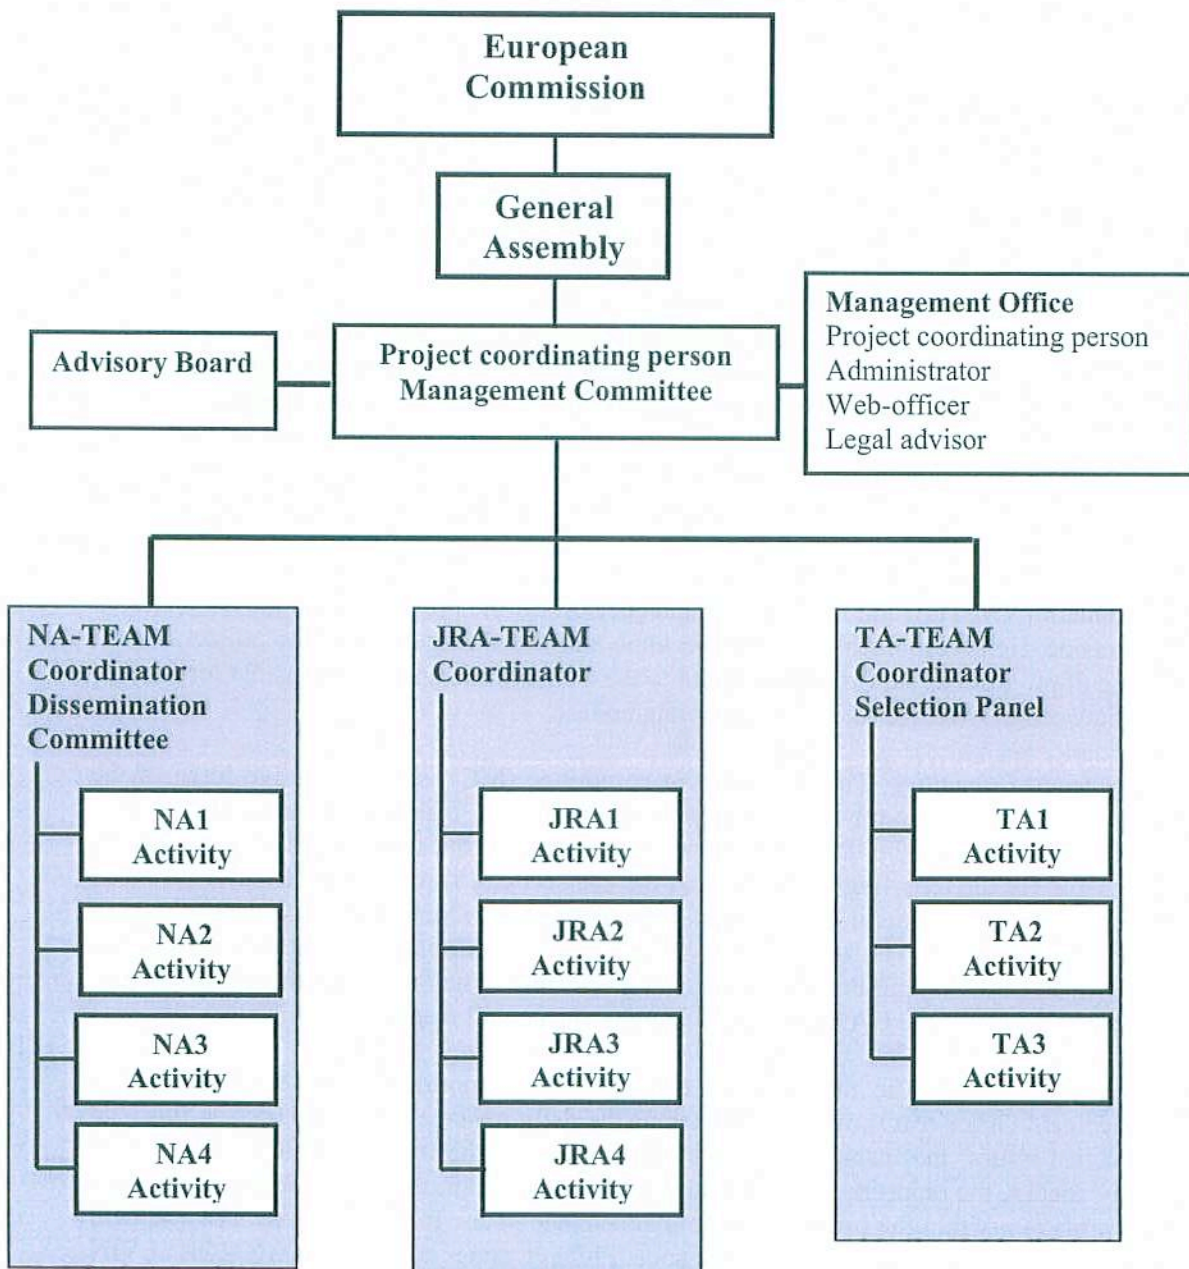 European
Commission
General
Assembly
Advisory Board
Project coordinating person
Management Committee
Management Office
Project coordinating person
Administrator
Web-officer
Legal advisor
NA-TEAM
Coordinator
Dissemination
Committee
NA1
Activity
NA2
Activity
NA3
Activity
NA4
Activity
JRA-TEAM
Coordinator
JRA1
Activity
JRA2
Activity
JRA3
Activity
JRA4
Activity
TA-TEAM
Coordinator
Selection Panel
TA1
Activity
TA2
Activity
TA3
Activity